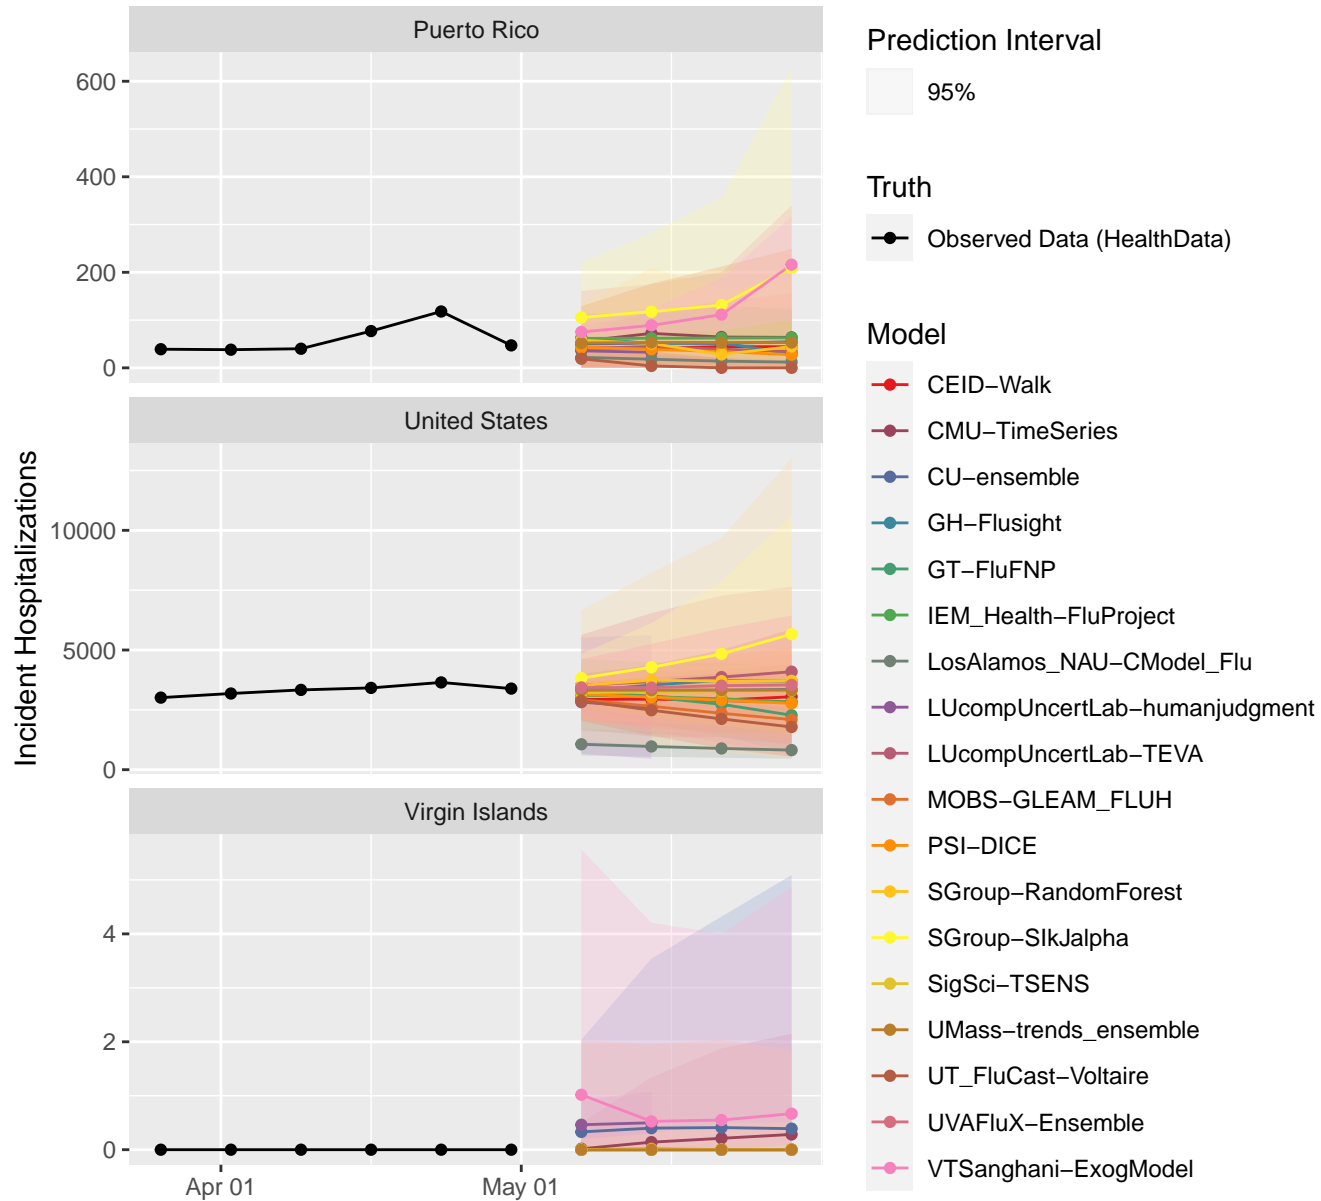 Puerto Rico
600
400
200
0
United States
10000
5000
0
Virgin Islands
4
2
0
Apr 01
May 01
Incident Hospitalizations
Prediction Interval
95%
Truth
Observed Data (HealthData)
Model
CEID−Walk
CMU−TimeSeries
CU−ensemble
GH−Flusight
GT−FluFNP
IEM_Health−FluProject
LosAlamos_NAU−CModel_Flu
LUcompUncertLab−humanjudgment
LUcompUncertLab−TEVA
MOBS−GLEAM_FLUH
PSI−DICE
SGroup−RandomForest
SGroup−SIkJalpha
SigSci−TSENS
UMass−trends_ensemble
UT_FluCast−Voltaire
UVAFluX−Ensemble
VTSanghani−ExogModel